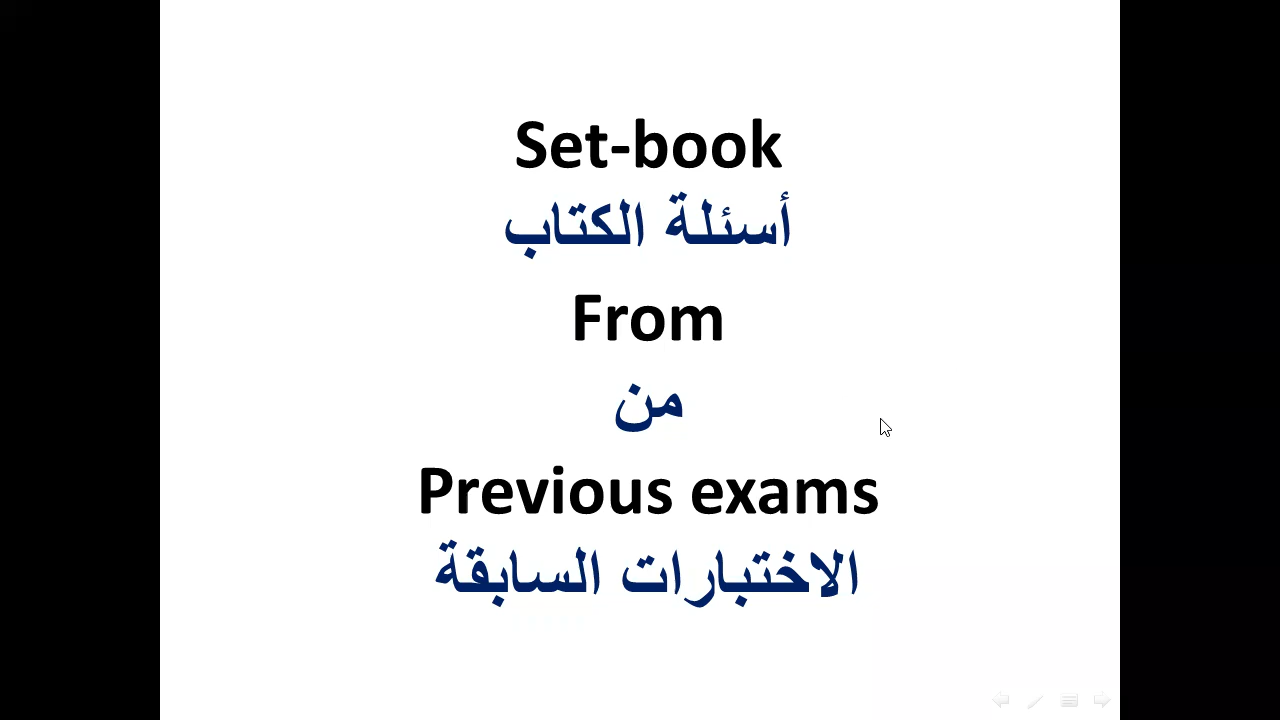 Set-book
أسئلة الكتاب
From
من
Previous exams
الاختبارات السابقة